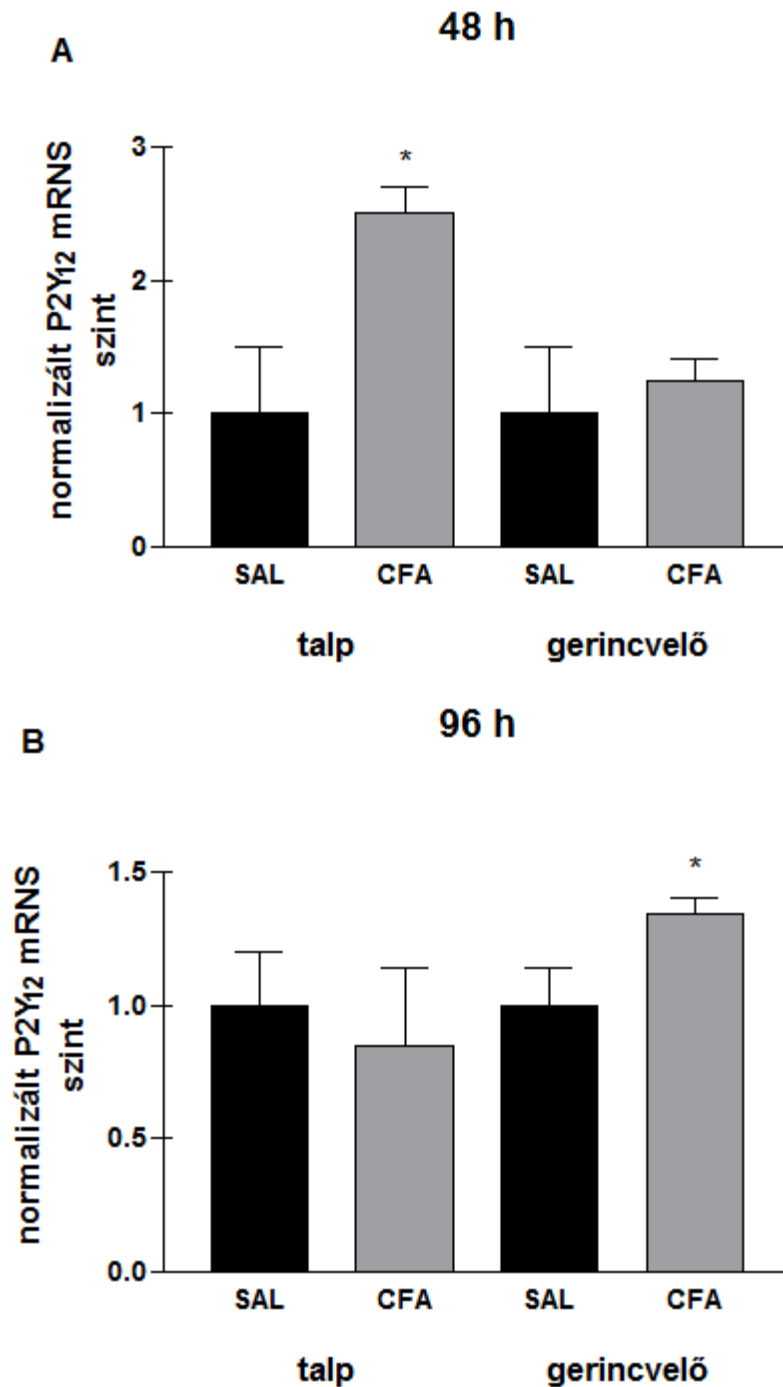 48 h
A
normalizált P2Y₁₂ mRNS
szint
3
*
2
1
0
SAL CFA SAL CFA
talp gerincvelő
96 h
B
normalizált P2Y₁₂ mRNS
szint
1.5
*
1.0
0.5
0.0
SAL CFA SAL CFA
talp gerincvelő